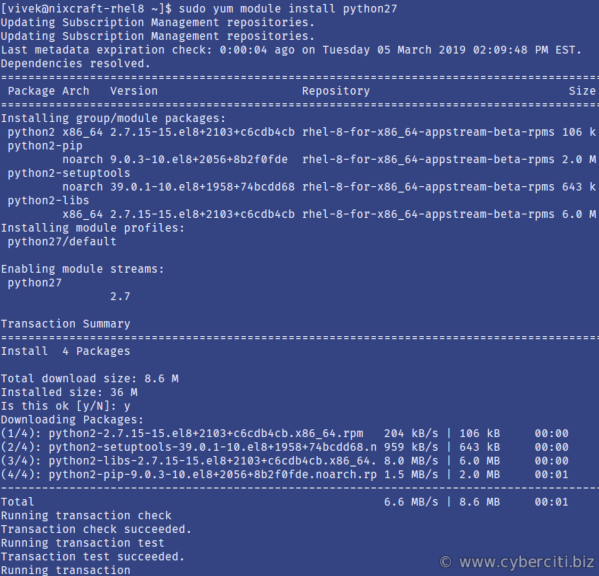 [vivek@nixcraft-rhel8 ~]$ sudo yum module install python27
Updating Subscription Management repositories.
Updating Subscription Management repositories.
Last metadata expiration check: 0:00:04 ago on Tuesday 05 March 2019 02:09:48 PM EST.
Dependencies resolved.
================================================================================
Package Arch Version Repository Size
================================================================================
Installing group/module packages:
python2 x86_64 2.7.15-15.el8+2103+c6cdb4cb rhel-8-for-x86_64-appstream-beta-rpms 106 k
python2-pip
noarch 9.0.3-10.el8+2056+8b2f0fde rhel-8-for-x86_64-appstream-beta-rpms 2.0 M
python2-setuptools
noarch 39.0.1-10.el8+1958+74bcdd68 rhel-8-for-x86_64-appstream-beta-rpms 643 k
python2-libs
x86_64 2.7.15-15.el8+2103+c6cdb4cb rhel-8-for-x86_64-appstream-beta-rpms 6.0 M
Installing module profiles:
python27/default
Enabling module streams:
python27
2.7
Transaction Summary
================================================================================
Install 4 Packages
Total download size: 8.6 M
Installed size: 36 M
Is this ok [y/N]: y
Downloading Packages:
(1/4): python2-2.7.15-15.el8+2103+c6cdb4cb.x86_64.rpm 204 kB/s | 106 kB 00:00
(2/4): python2-setuptools-39.0.1-10.el8+1958+74bcdd68.n 959 kB/s | 643 kB 00:00
(3/4): python2-libs-2.7.15-15.el8+2103+c6cdb4cb.x86_64. 8.0 MB/s | 6.0 MB 00:00
(4/4): python2-pip-9.0.3-10.el8+2056+8b2f0fde.noarch.rp 1.5 MB/s | 2.0 MB 00:01
--------------------------------------------------------------------------------
Total 6.6 MB/s | 8.6 MB 00:01
Running transaction check
Transaction check succeeded.
Running transaction test
Transaction test succeeded.
Running transaction
© www.cyberciti.biz